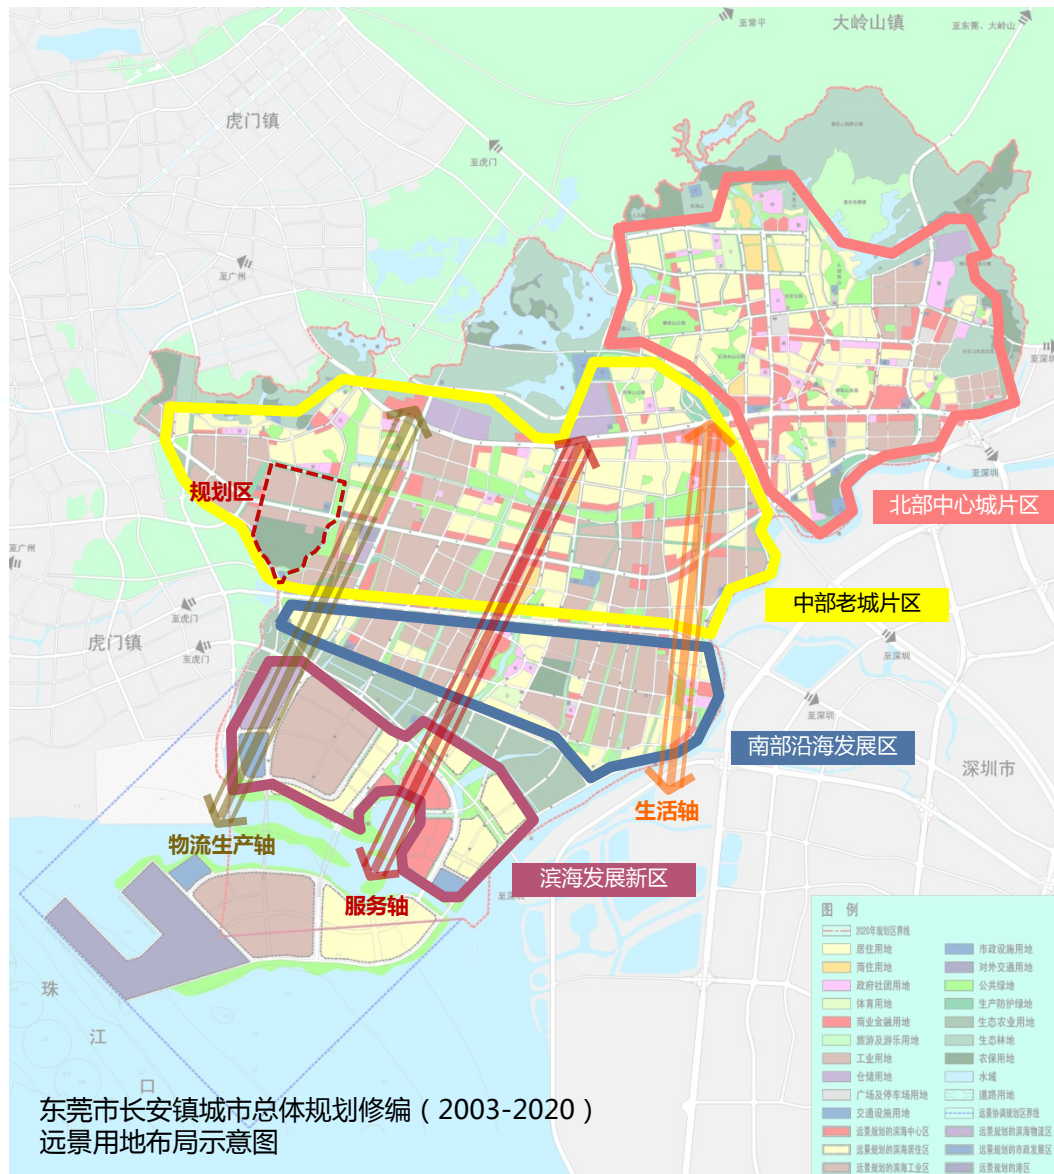 大岭山镇
至常平
至东莞、大岭山
虎门镇
至虎门
至广州
至深圳
规划区
至深圳
北部中心城片区
至广州
中部老城片区
至虎门
虎门镇
至虎门
至深圳
至深圳
南部沿海发展区
深圳市
生活轴
物流生产轴
滨海发展新区
至深圳
服务轴
珠
江
口
图 例
2020年规划区界线
居住用地
市政设施用地
商住用地
对外交通用地
政府社团用地
公共绿地
体育用地
生产防护绿地
商业金融用地
生态农业用地
旅游及游乐用地
生态林地
工业用地
农保用地
仓储用地
水域
广场及停车场用地
道路用地
交通设施用地
远景协调规划区界线
远景规划的滨海中心区
远景规划的滨海物流区
远景规划的滨海居住区
远景规划的市政发展区
远景规划的滨海工业区
远景规划的港区
东莞市长安镇城市总体规划修编（2003-2020）
远景用地布局示意图